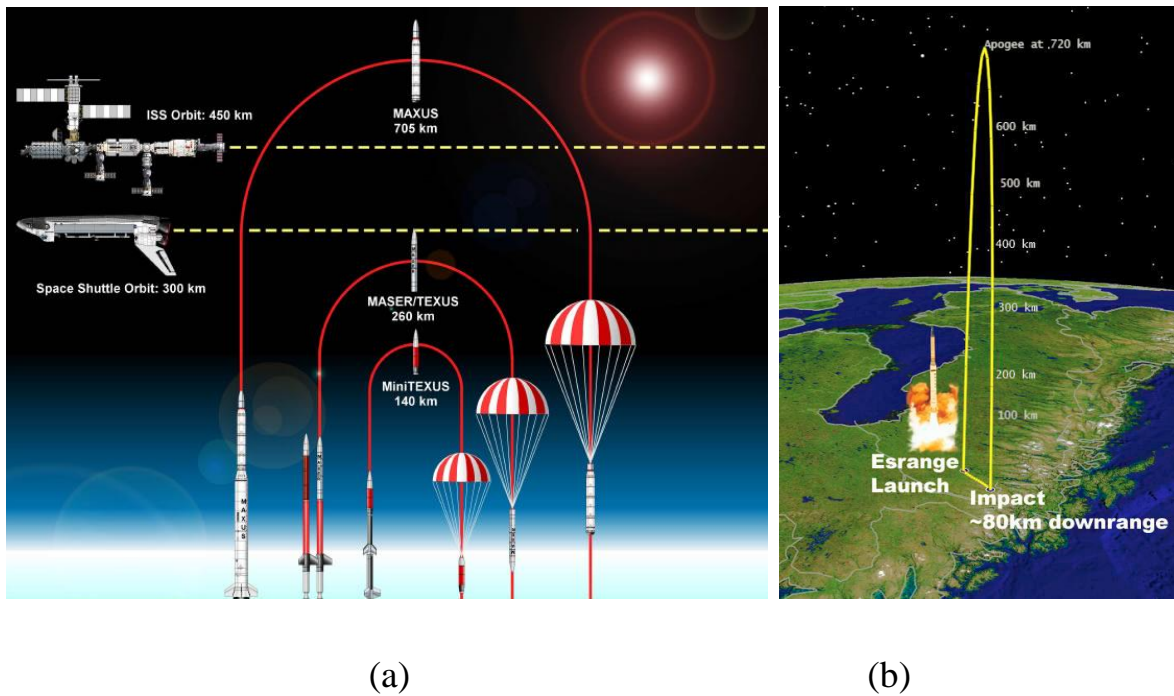 MAXUS
705 km
ISS Orbit: 450 km
Space Shuttle Orbit: 300 km
MASER/TEXUS
260 km
MiniTEXUS
140 km
MAXUS
Apogee at 720 km
600 km
500 km
400 km
300 km
200 km
100 km
Esrange
Launch
Impact
~80km downrange
(a)
(b)